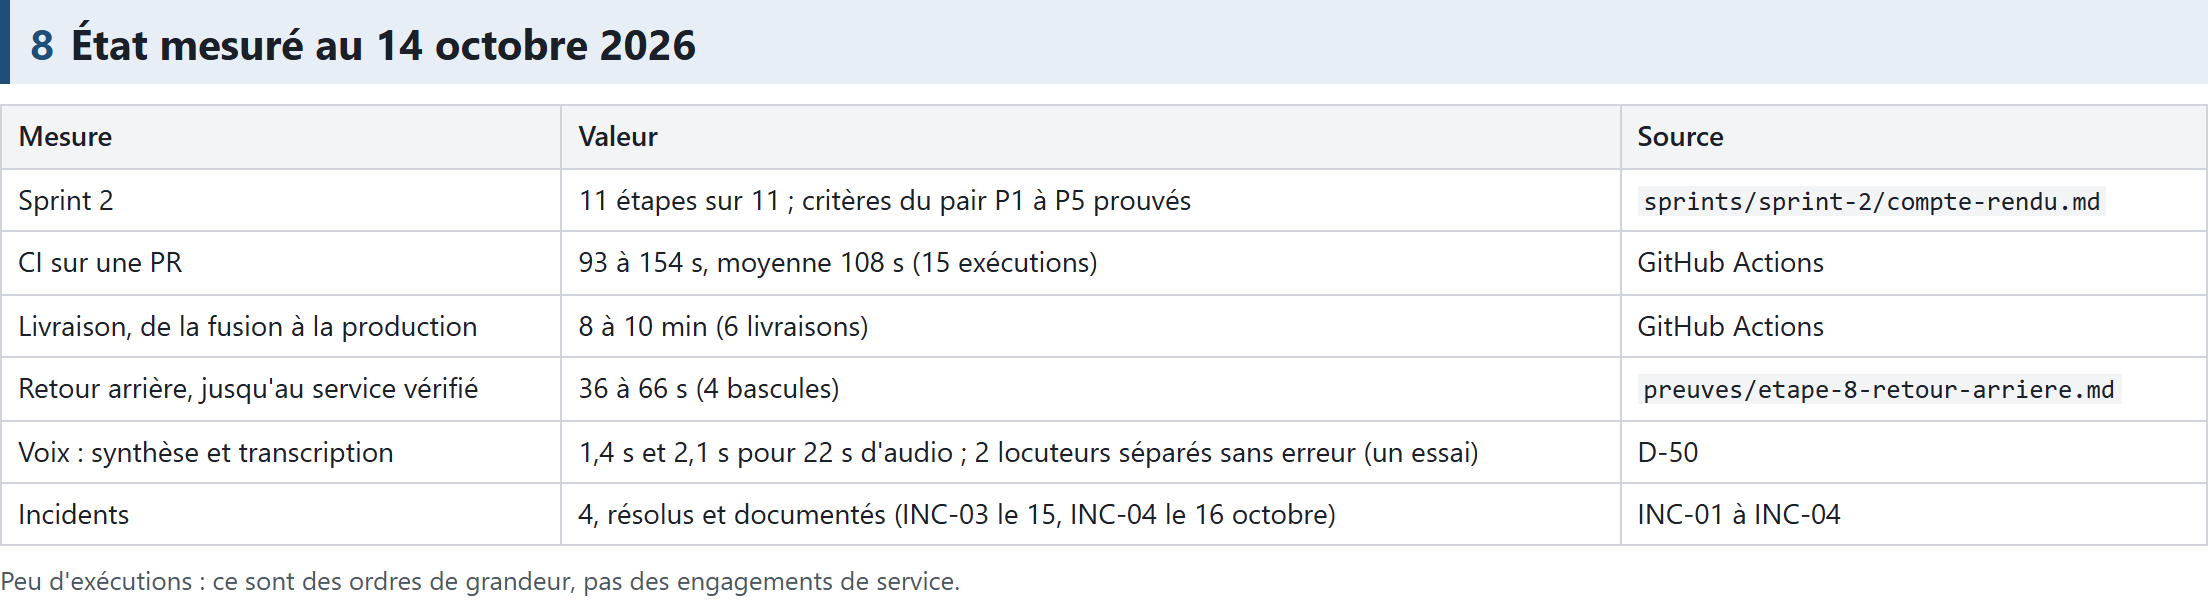 8 État mesuré au 14 octobre 2026
Mesure Valeur Source
Sprint 2 11 étapes sur 11 ; critères du pair P1 à P5 prouvés sprints/sprint-2/compte-rendu.md
CI sur une PR 93 à 154 s, moyenne 108 s (15 exécutions) GitHub Actions
Livraison, de la fusion à la production 8 à 10 min (6 livraisons) GitHub Actions
Retour arrière, jusqu'au service vérifié 36 à 66 s (4 bascules) preuves/etape-8-retour-arriere.md
Voix : synthèse et transcription 1,4 s et 2,1 s pour 22 s d'audio ; 2 locuteurs séparés sans erreur (un essai) D-50
Incidents 4, résolus et documentés (INC-03 le 15, INC-04 le 16 octobre) INC-01 à INC-04
Peu d'exécutions : ce sont des ordres de grandeur, pas des engagements de service.